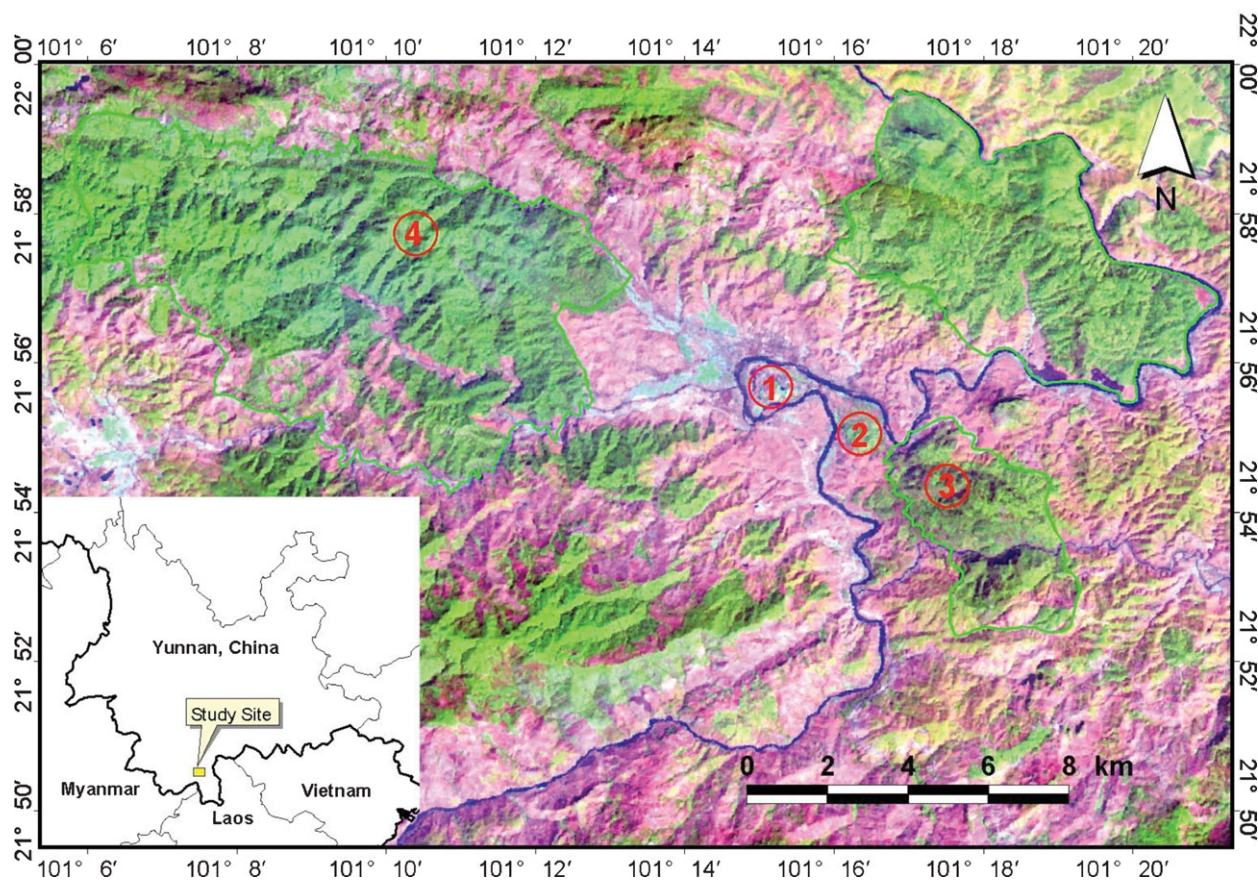 101° 6′ 101° 8′ 101° 10′ 101° 12′ 101° 14′ 101° 16′ 101° 18′ 101° 20′
22° 00′
21° 58′
21° 56′
21° 54′
21° 52′
21° 50′
22° 00′
21° 58′
21° 56′
21° 54′
21° 52′
21° 50′
N
4
1
2
3
Yunnan, China
Study Site
Myanmar
Vietnam
Laos
0 2 4 6 8 km
101° 6′ 101° 8′ 101° 10′ 101° 12′ 101° 14′ 101° 16′ 101° 18′ 101° 20′